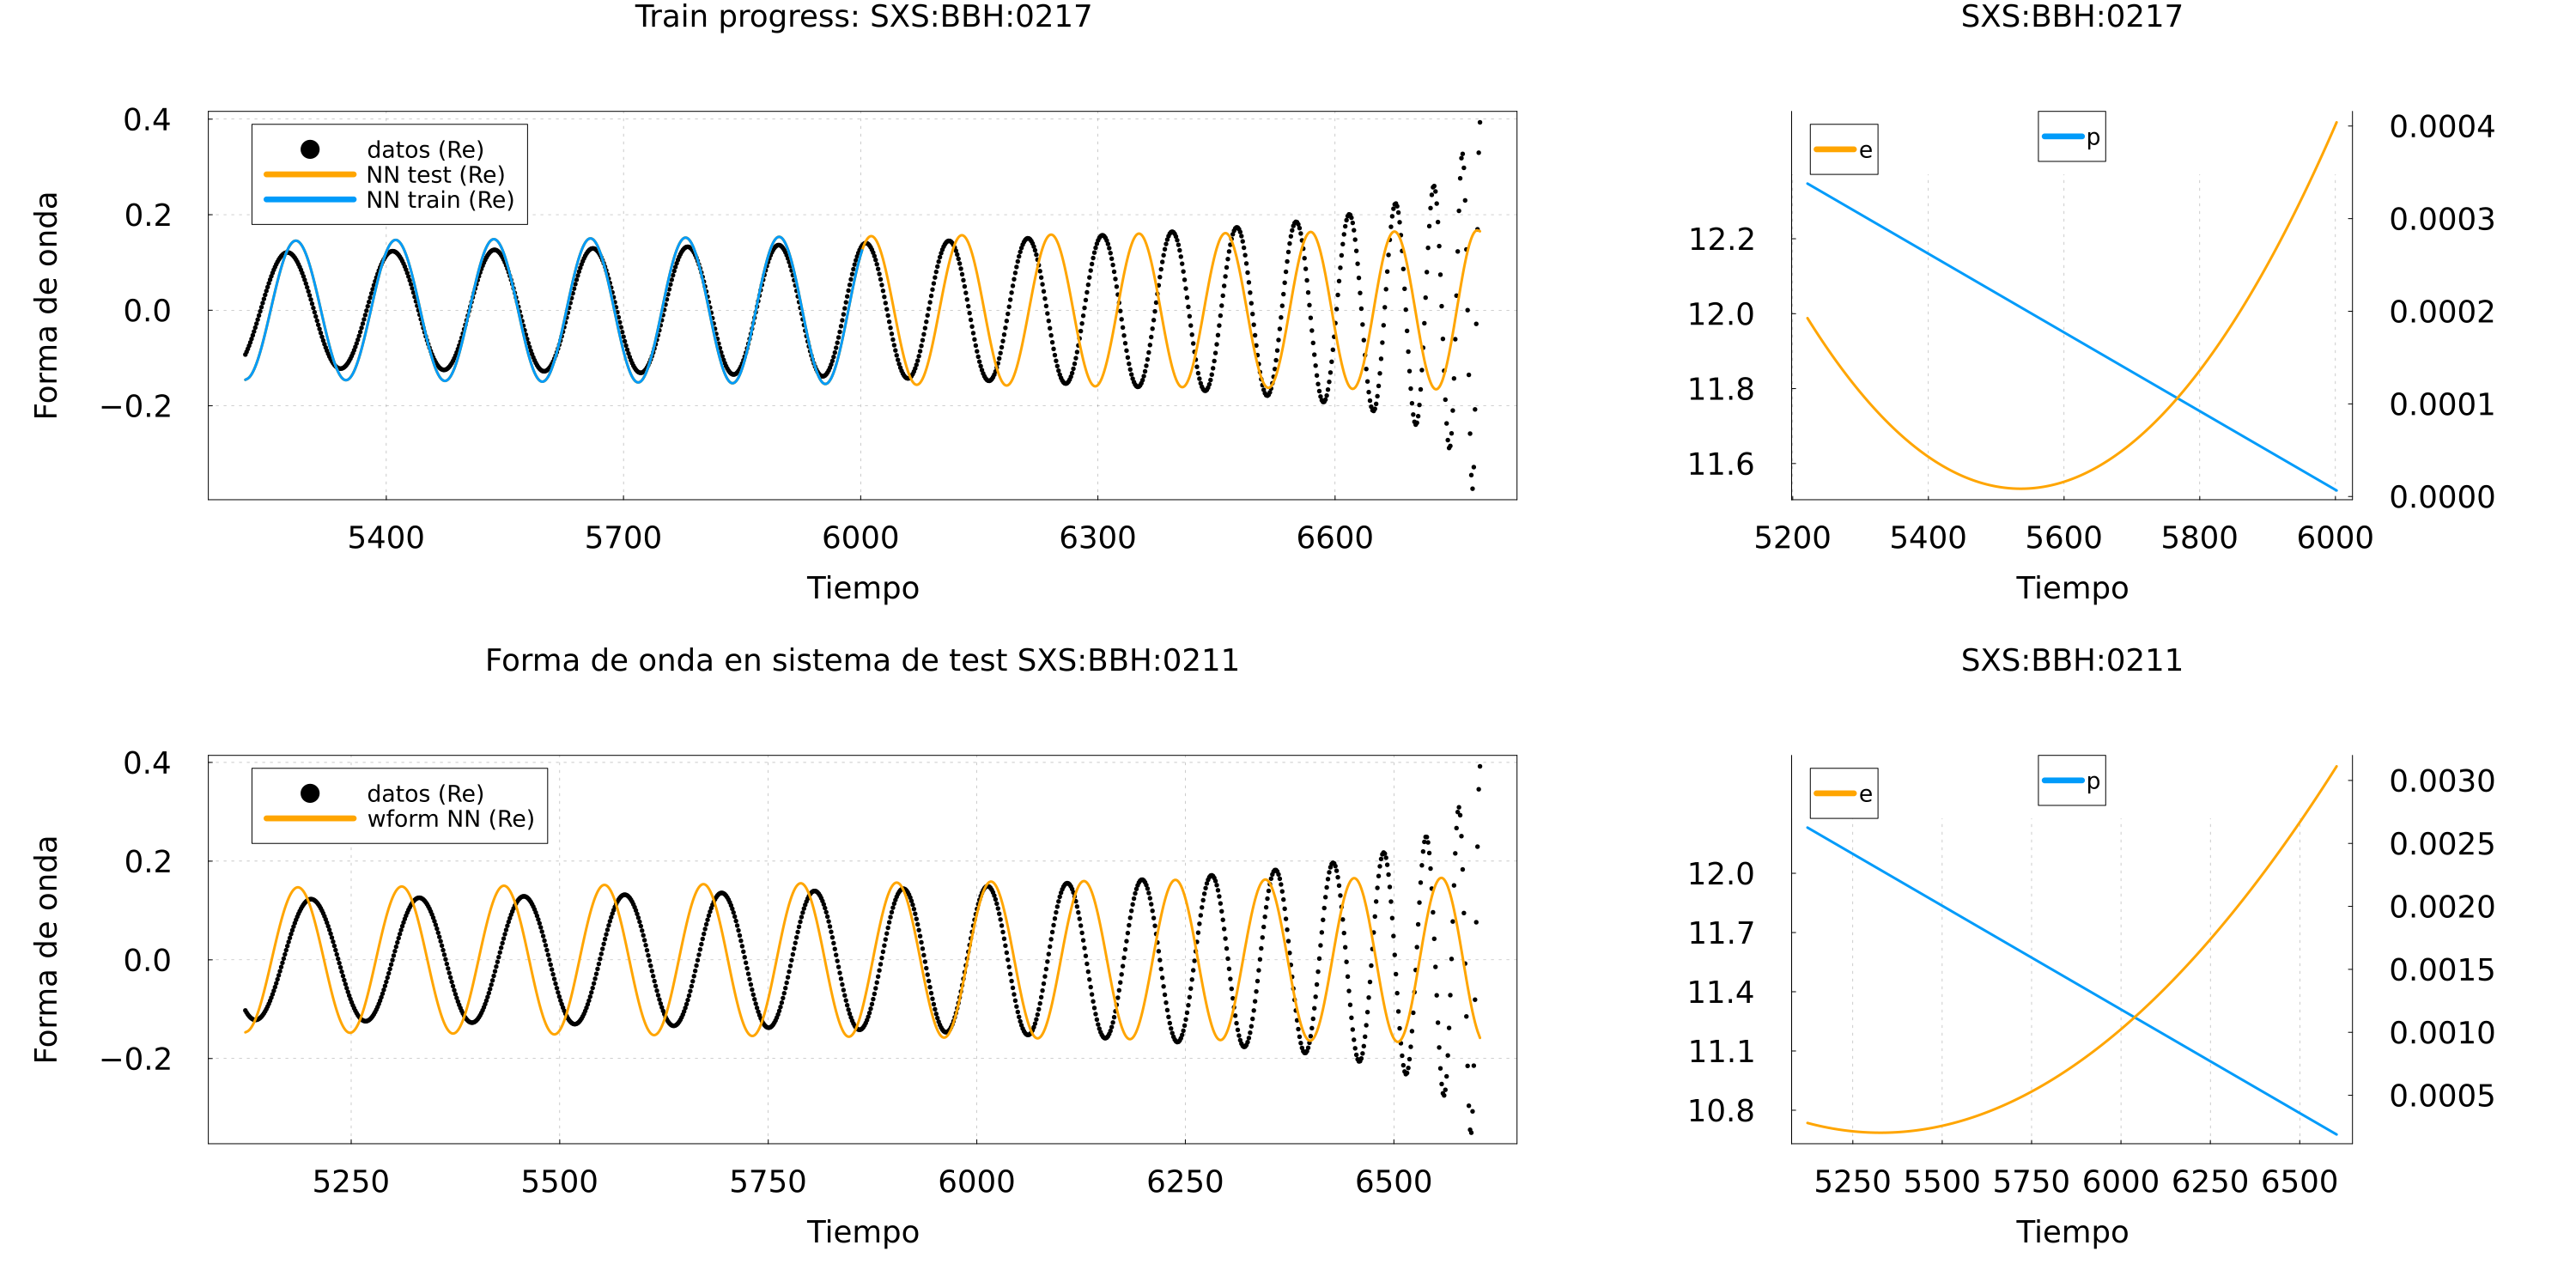 Train progress: SXS:BBH:0217
Forma de onda
0.4
0.2
0.0
−0.2
datos (Re)
NN test (Re)
NN train (Re)
5400 5700 6000 6300 6600
Tiempo
SXS:BBH:0217
12.2
12.0
11.8
11.6
e
p
0.0004
0.0003
0.0002
0.0001
0.0000
5200 5400 5600 5800 6000
Tiempo
Forma de onda en sistema de test SXS:BBH:0211
Forma de onda
0.4
0.2
0.0
−0.2
datos (Re)
wform NN (Re)
5250 5500 5750 6000 6250 6500
Tiempo
SXS:BBH:0211
12.0
11.7
11.4
11.1
10.8
e
p
0.0030
0.0025
0.0020
0.0015
0.0010
0.0005
5250 5500 5750 6000 6250 6500
Tiempo